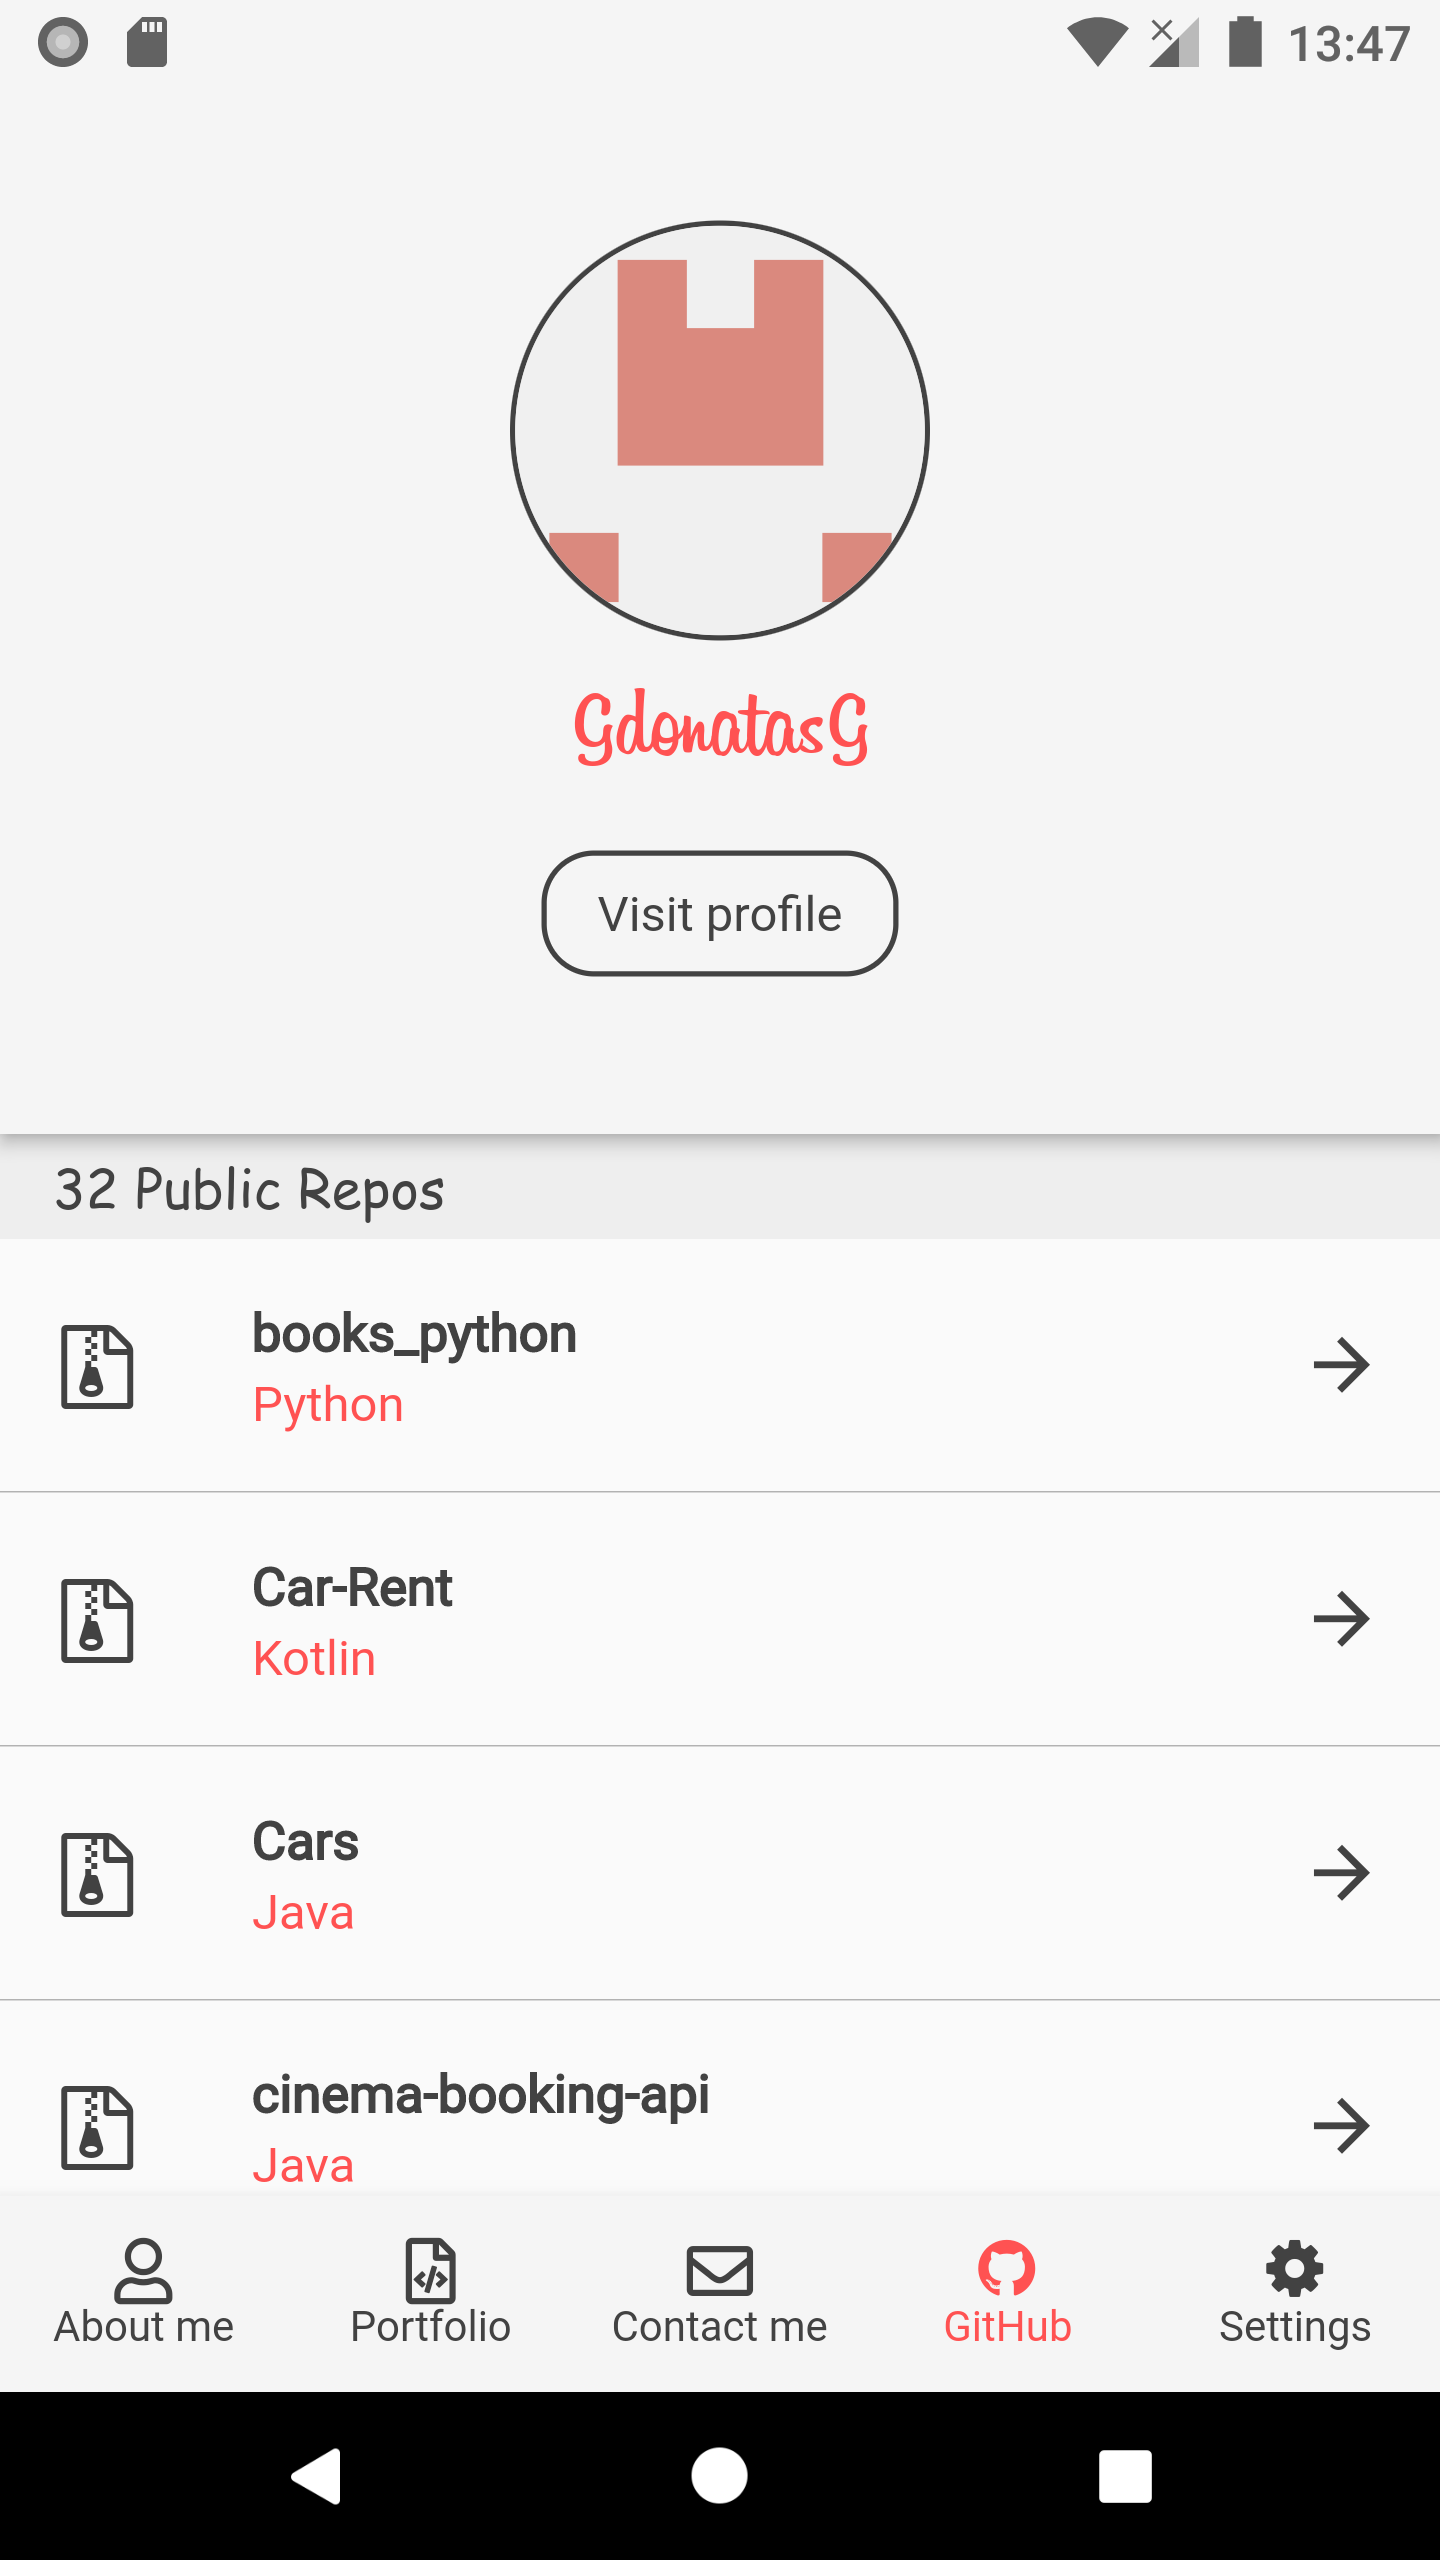 13:47
GdonatasG
Visit profile
32 Public Repos
books_python
Python
Car-Rent
Kotlin
Cars
Java
cinema-booking-api
Java
About me
Portfolio
Contact me
GitHub
Settings